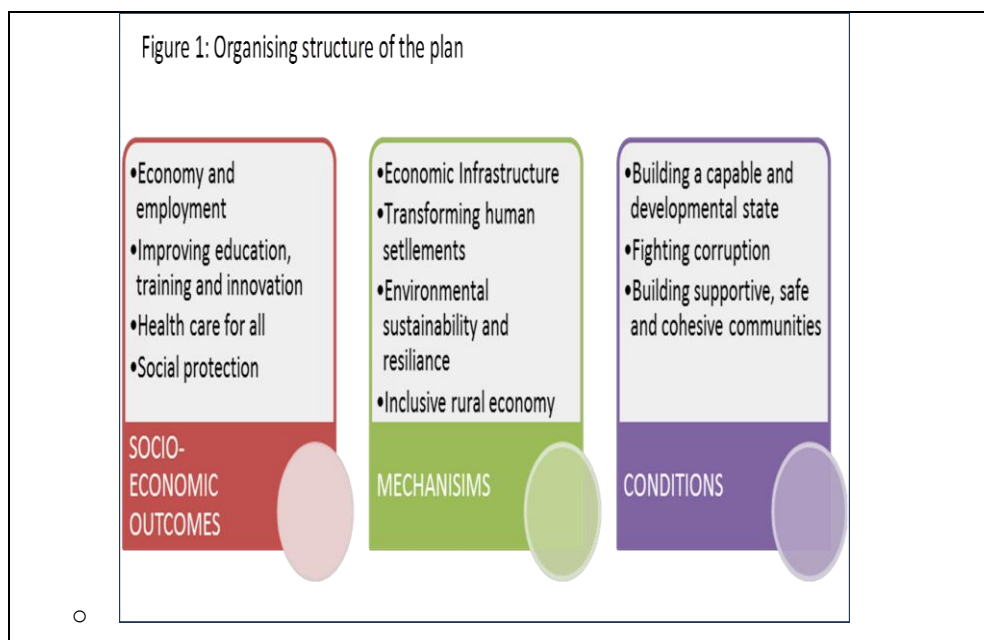 Figure 1: Organising structure of the plan
•Economy and
employment
•Improving education,
training and innovation
•Health care for all
•Social protection
SOCIO-
ECONOMIC
OUTCOMES
•Economic Infrastructure
•Transforming human
setllements
•Environmental
sustainability and
resiliance
•Inclusive rural economy
MECHANISIMS
•Building a capable and
developmental state
•Fighting corruption
•Building supportive, safe
and cohesive communities
CONDITIONS